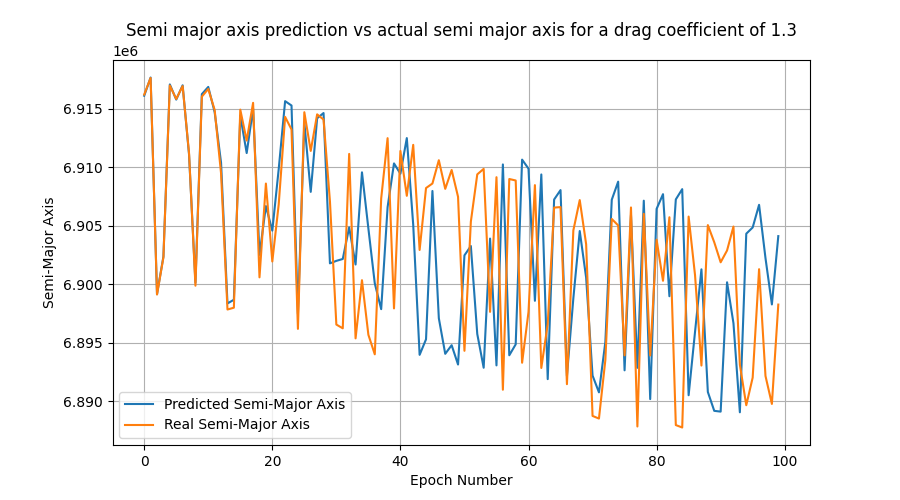 Semi major axis prediction vs actual semi major axis for a drag coefficient of 1.3
1e6
6.915
6.910
6.905
6.900
6.895
6.890
Semi-Major Axis
Predicted Semi-Major Axis
Real Semi-Major Axis
0 20 40 60 80 100
Epoch Number